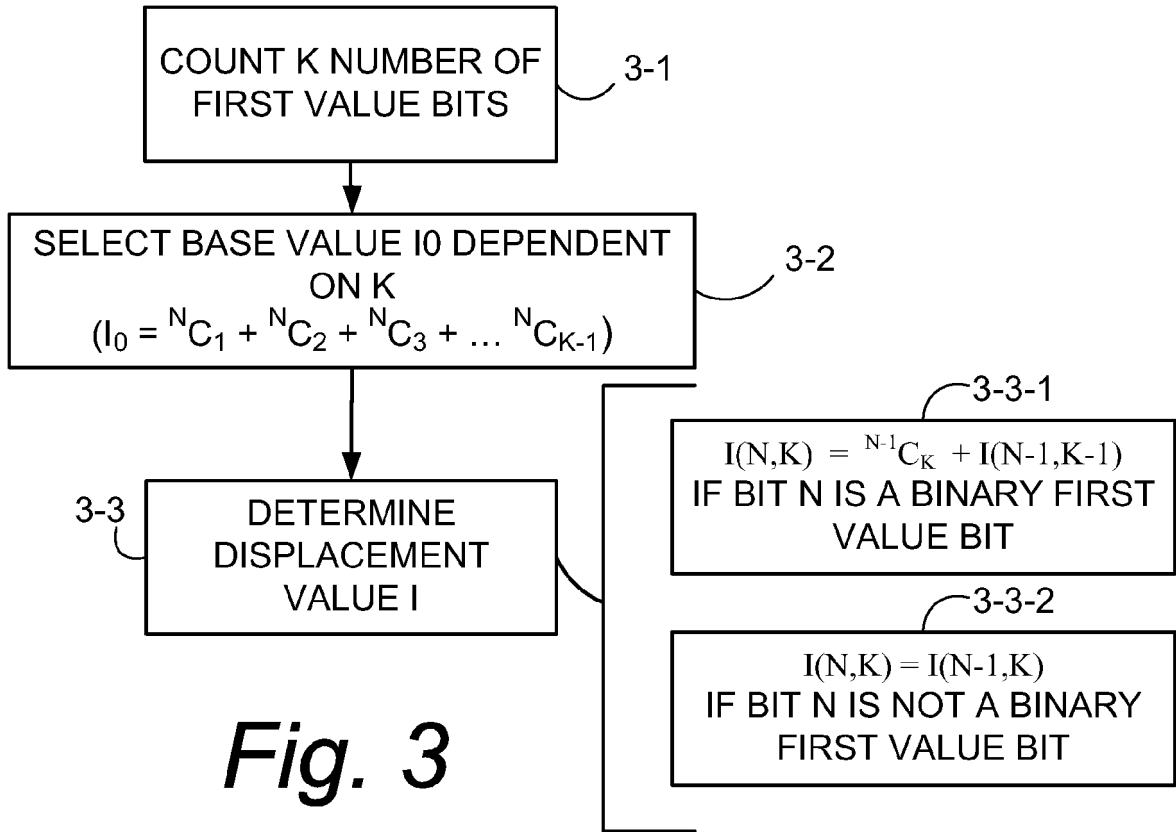 COUNT K NUMBER OF
FIRST VALUE BITS
3-1
SELECT BASE VALUE I0 DEPENDENT
ON K
(I₀ = ᴺC₁ + ᴺC₂ + ᴺC₃ + ... ᴺC_K-1)
3-2
DETERMINE
DISPLACEMENT
VALUE I
3-3
3-3-1
I(N,K) = ᴺ⁻¹C_K + I(N-1,K-1)
IF BIT N IS A BINARY FIRST
VALUE BIT
3-3-2
I(N,K) = I(N-1,K)
IF BIT N IS NOT A BINARY
FIRST VALUE BIT
Fig. 3